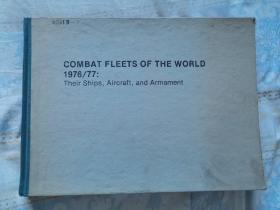 COMBAT FLEETS OF THE WORLD
1976/77:
Their Ships, Aircraft, and Armament